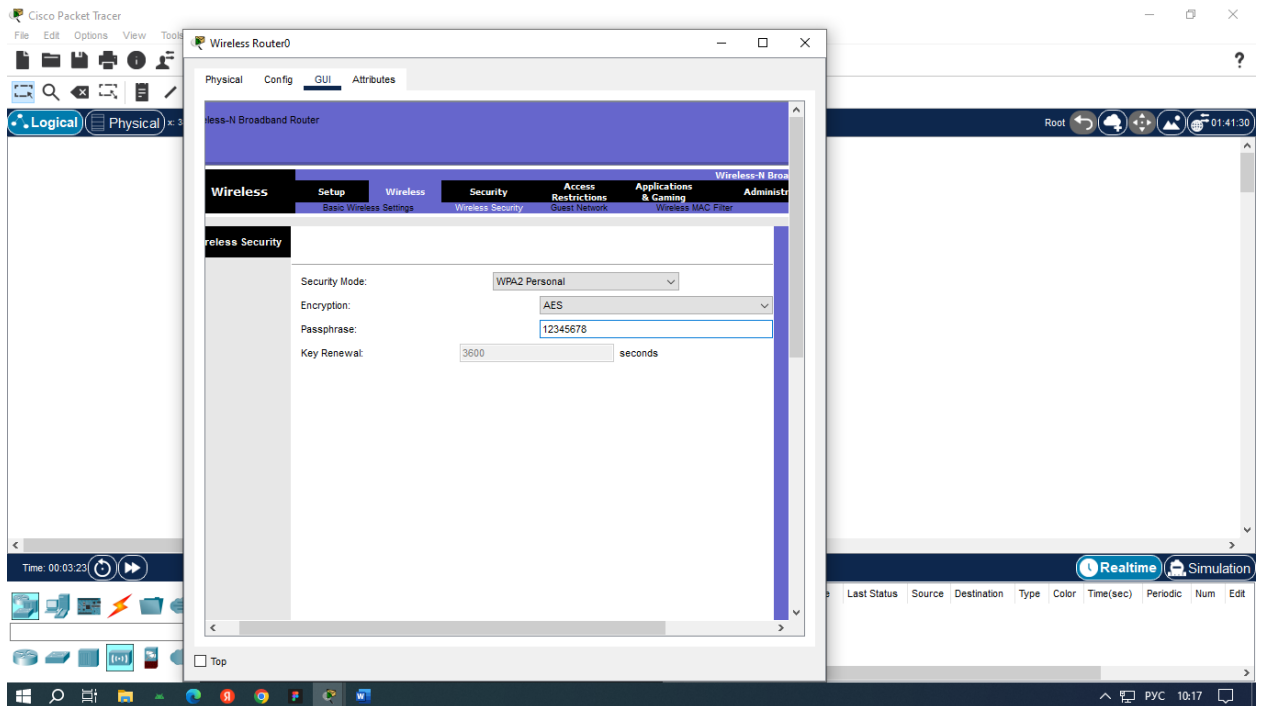 Cisco Packet Tracer
File Edit Options View Tools
Wireless Router0
Physical Config GUI Attributes
?
Logical Physical x: 3
Root 01:41:30
less-N Broadband Router
Wireless-N Broa
Wireless Setup Wireless Security Access Restrictions Applications & Gaming Administr
Basic Wireless Settings Wireless Security Guest Network Wireless MAC Filter
reless Security
Security Mode: WPA2 Personal
Encryption: AES
Passphrase: 12345678
Key Renewal: 3600 seconds
Time: 00:03:23
Realtime Simulation
Last Status Source Destination Type Color Time(sec) Periodic Num Edit
Top
РУС 10:17